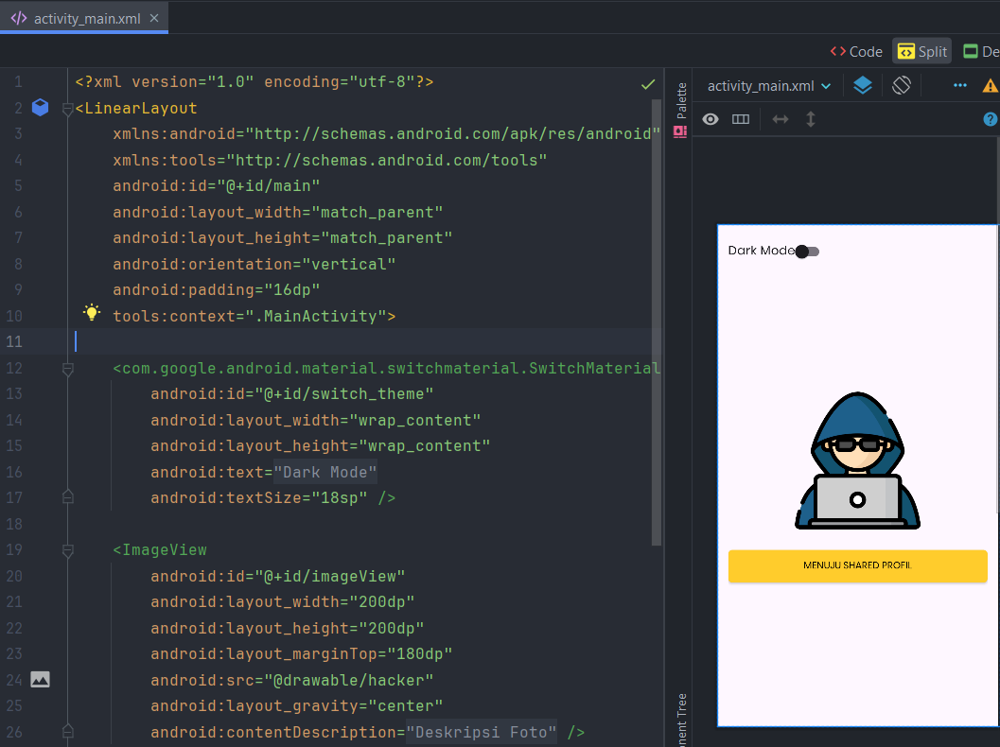 activity_main.xml
Code Split De
1 <?xml version="1.0" encoding="utf-8"?>
2 <LinearLayout
3 xmlns:android="http://schemas.android.com/apk/res/android"
4 xmlns:tools="http://schemas.android.com/tools"
5 android:id="@+id/main"
6 android:layout_width="match_parent"
7 android:layout_height="match_parent"
8 android:orientation="vertical"
9 android:padding="16dp"
10 tools:context=".MainActivity">
11
12 <com.google.android.material.switchmaterial.SwitchMaterial
13 android:id="@+id/switch_theme"
14 android:layout_width="wrap_content"
15 android:layout_height="wrap_content"
16 android:text="Dark Mode"
17 android:textSize="18sp" />
18
19 <ImageView
20 android:id="@+id/imageView"
21 android:layout_width="200dp"
22 android:layout_height="200dp"
23 android:layout_marginTop="180dp"
24 android:src="@drawable/hacker"
25 android:layout_gravity="center"
26 android:contentDescription="Deskripsi Foto" />
Palette
nent Tree
activity_main.xml
Dark Mode
MENUJU SHARED PROFIL